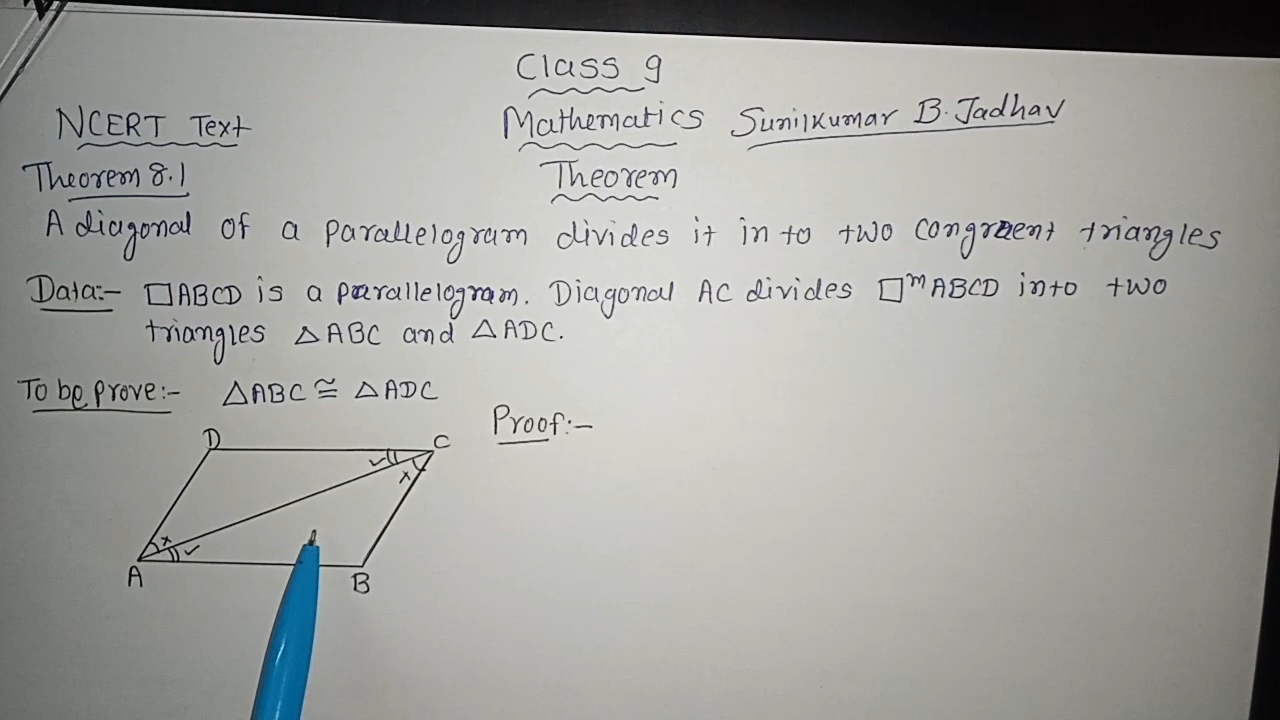 Class 9
NCERT Text
Mathematics Sunilkumar B. Jadhav
Theorem 8.1
Theorem
A diagonal of a parallelogram divides it in to two congruent triangles
Data:- □ABCD is a parallelogram. Diagonal AC divides □ᵐABCD into two
triangles △ABC and △ADC.
To be prove:- △ABC ≅ △ADC
Proof:-
D C
A B